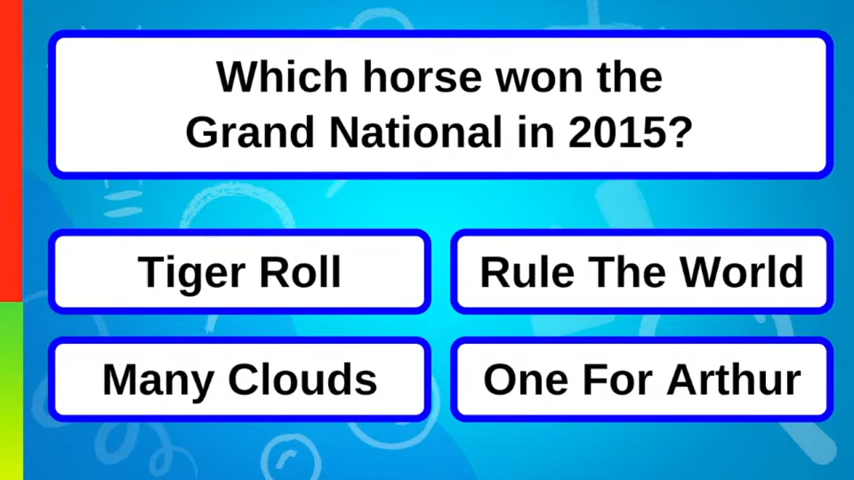 Which horse won the
Grand National in 2015?
Tiger Roll
Rule The World
Many Clouds
One For Arthur